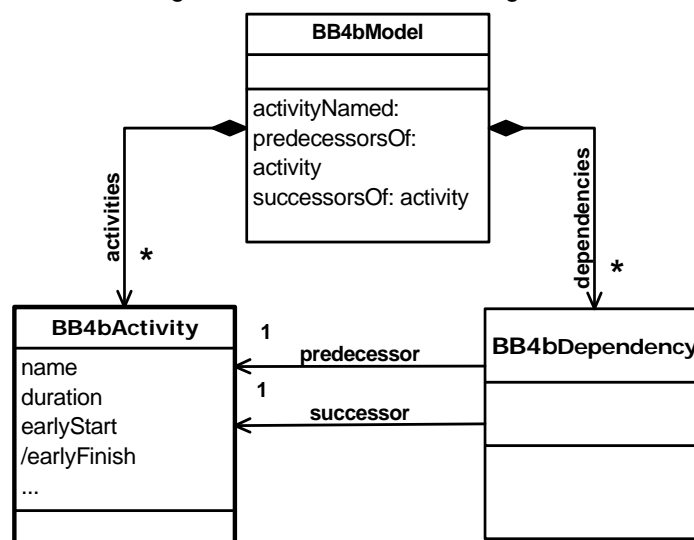 BB4bModel
activityNamed:
predecessorsOf:
activity
successorsOf: activity
activities
*
dependencies
*
BB4bActivity
name
duration
earlyStart
/earlyFinish
...
1
predecessor
1
successor
BB4bDependency